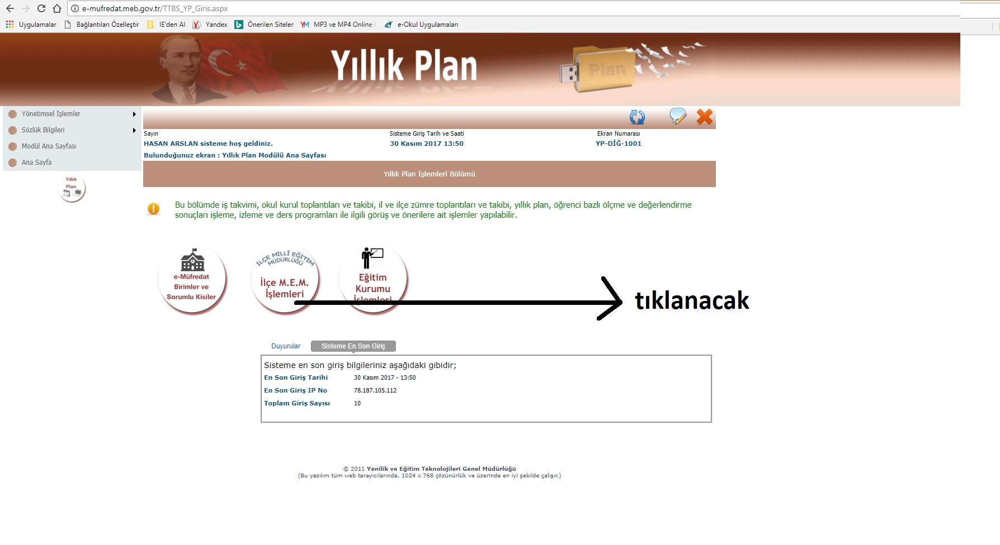 e-mufredat.meb.gov.tr/TTBS_YP_Giris.aspx
Uygulamalar Bağlantıları Özelleştir IE'den Al Yandex Önerilen Siteler MP3 ve MP4 Online e-Okul Uygulamaları
Yıllık Plan
Plan
Yönetimsel İşlemler
Sözlük Bilgileri
Modül Ana Sayfası
Ana Sayfa
Yıllık
Plan
Sayın Sisteme Giriş Tarih ve Saati Ekran Numarası
HASAN ARSLAN sisteme hoş geldiniz. 30 Kasım 2017 13:50 YP-DİĞ-1001
Bulunduğunuz ekran : Yıllık Plan Modülü Ana Sayfası
Yıllık Plan İşlemleri Bölümü
Bu bölümde iş takvimi, okul kurul toplantıları ve takibi, il ve ilçe zümre toplantıları ve takibi, yıllık plan, öğrenci bazlı ölçme ve değerlendirme
sonuçları işleme, izleme ve ders programları ile ilgili görüş ve önerilere ait işlemler yapılabilir.
e-Müfredat
Birimler ve
Sorumlu Kisiler
İLÇE MİLLÎ EĞİTİM
MÜDÜRLÜĞÜ
İlçe M.E.M.
İşlemleri
Eğitim
Kurumu
İşlemleri
tıklanacak
Duyurular Sisteme En Son Giriş
Sisteme en son giriş bilgileriniz aşağıdaki gibidir;
En Son Giriş Tarihi 30 Kasım 2017 - 13:50
En Son Giriş IP No 78.187.105.112
Toplam Giriş Sayısı 10
© 2011 Yenilik ve Eğitim Teknolojileri Genel Müdürlüğü
(Bu yazılım tüm web tarayıcılarında, 1024 x 768 çözünürlük ve üzerinde en iyi şekilde çalışır.)